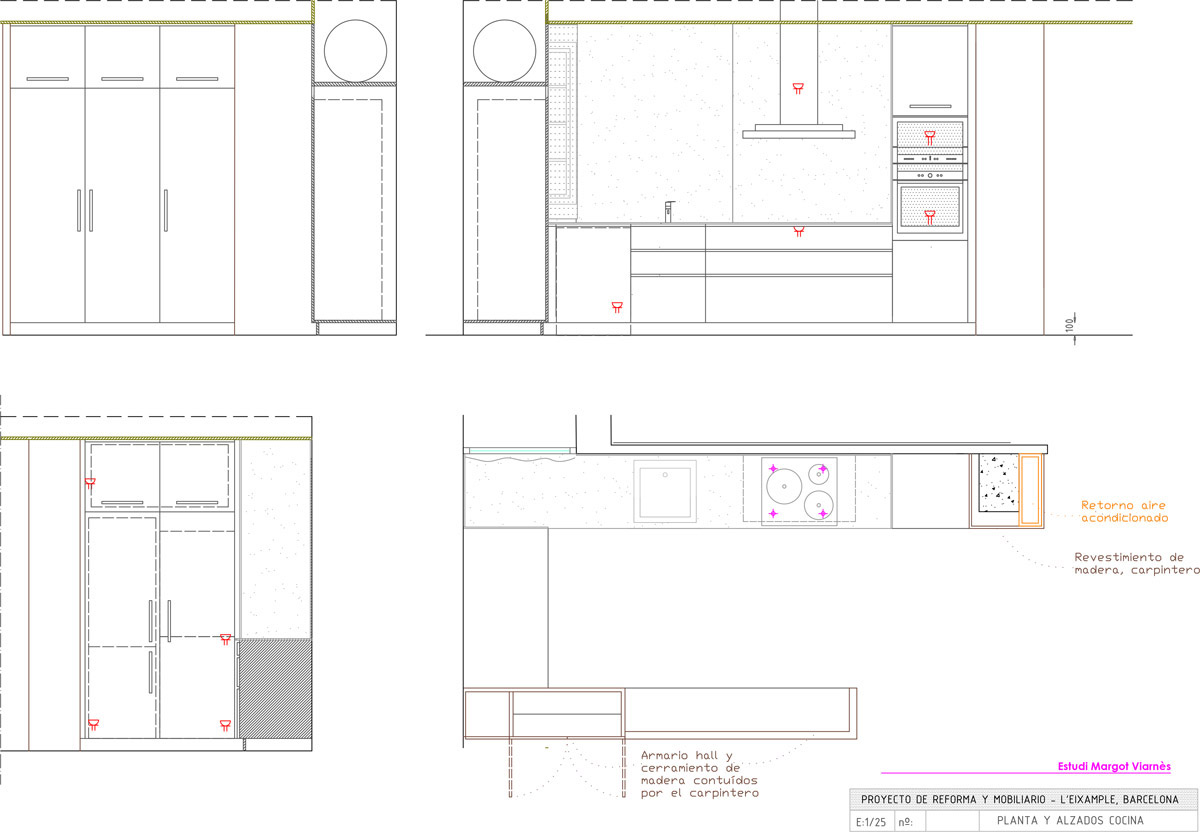 100
Retorno aire
acondicionado
Revestimiento de
madera, carpintero
Armario hall y
cerramiento de
madera contuídos
por el carpintero
Estudi Margot Viarnès
PROYECTO DE REFORMA Y MOBILIARIO - L'EIXAMPLE, BARCELONA
E:1/25 nº: PLANTA Y ALZADOS COCINA